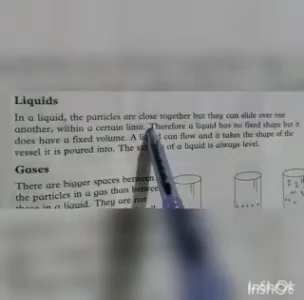 Liquids
In a liquid, the particles are close together but they can slide over one
another, within a certain limit. Therefore a liquid has no fixed shape but it
does have a fixed volume. A liquid can flow and it takes the shape of the
vessel it is poured into. The of a liquid is always level.
Gases
There are bigger spaces between
the particles in a gas than between
those in a liquid. They are not
InShOt